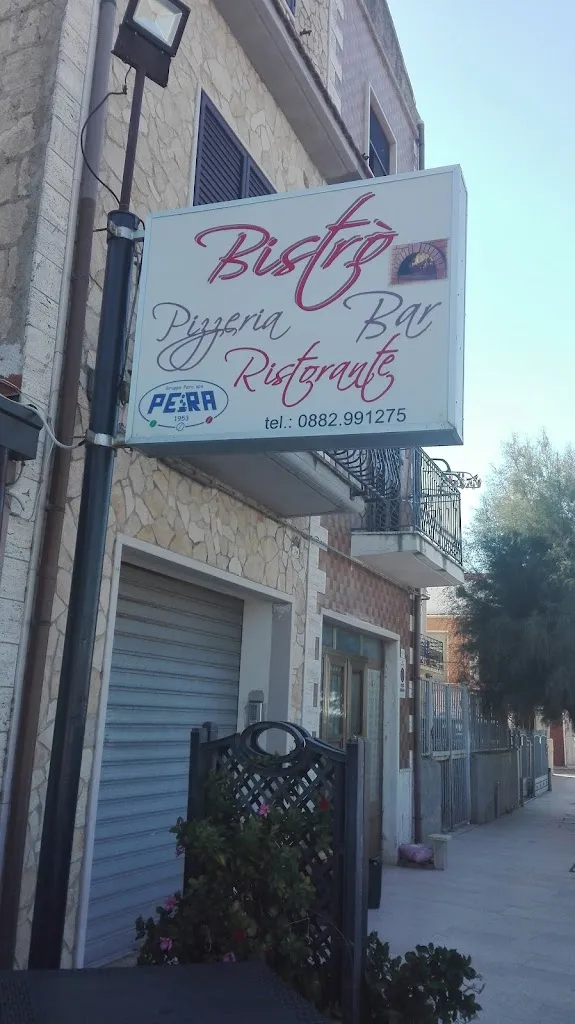 Bistrò
Pizzeria Bar
Ristorante
PERA
1953
tel.: 0882.991275